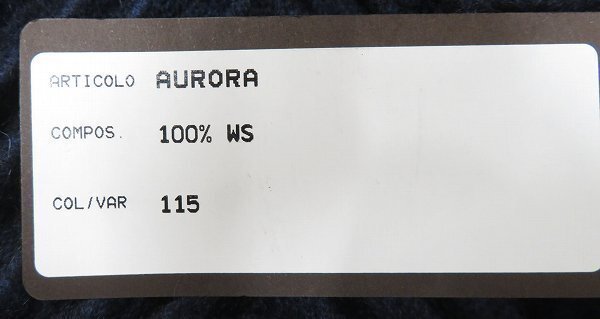 ARTICOLO AURORA
COMPOS. 100% WS
COL/VAR 115